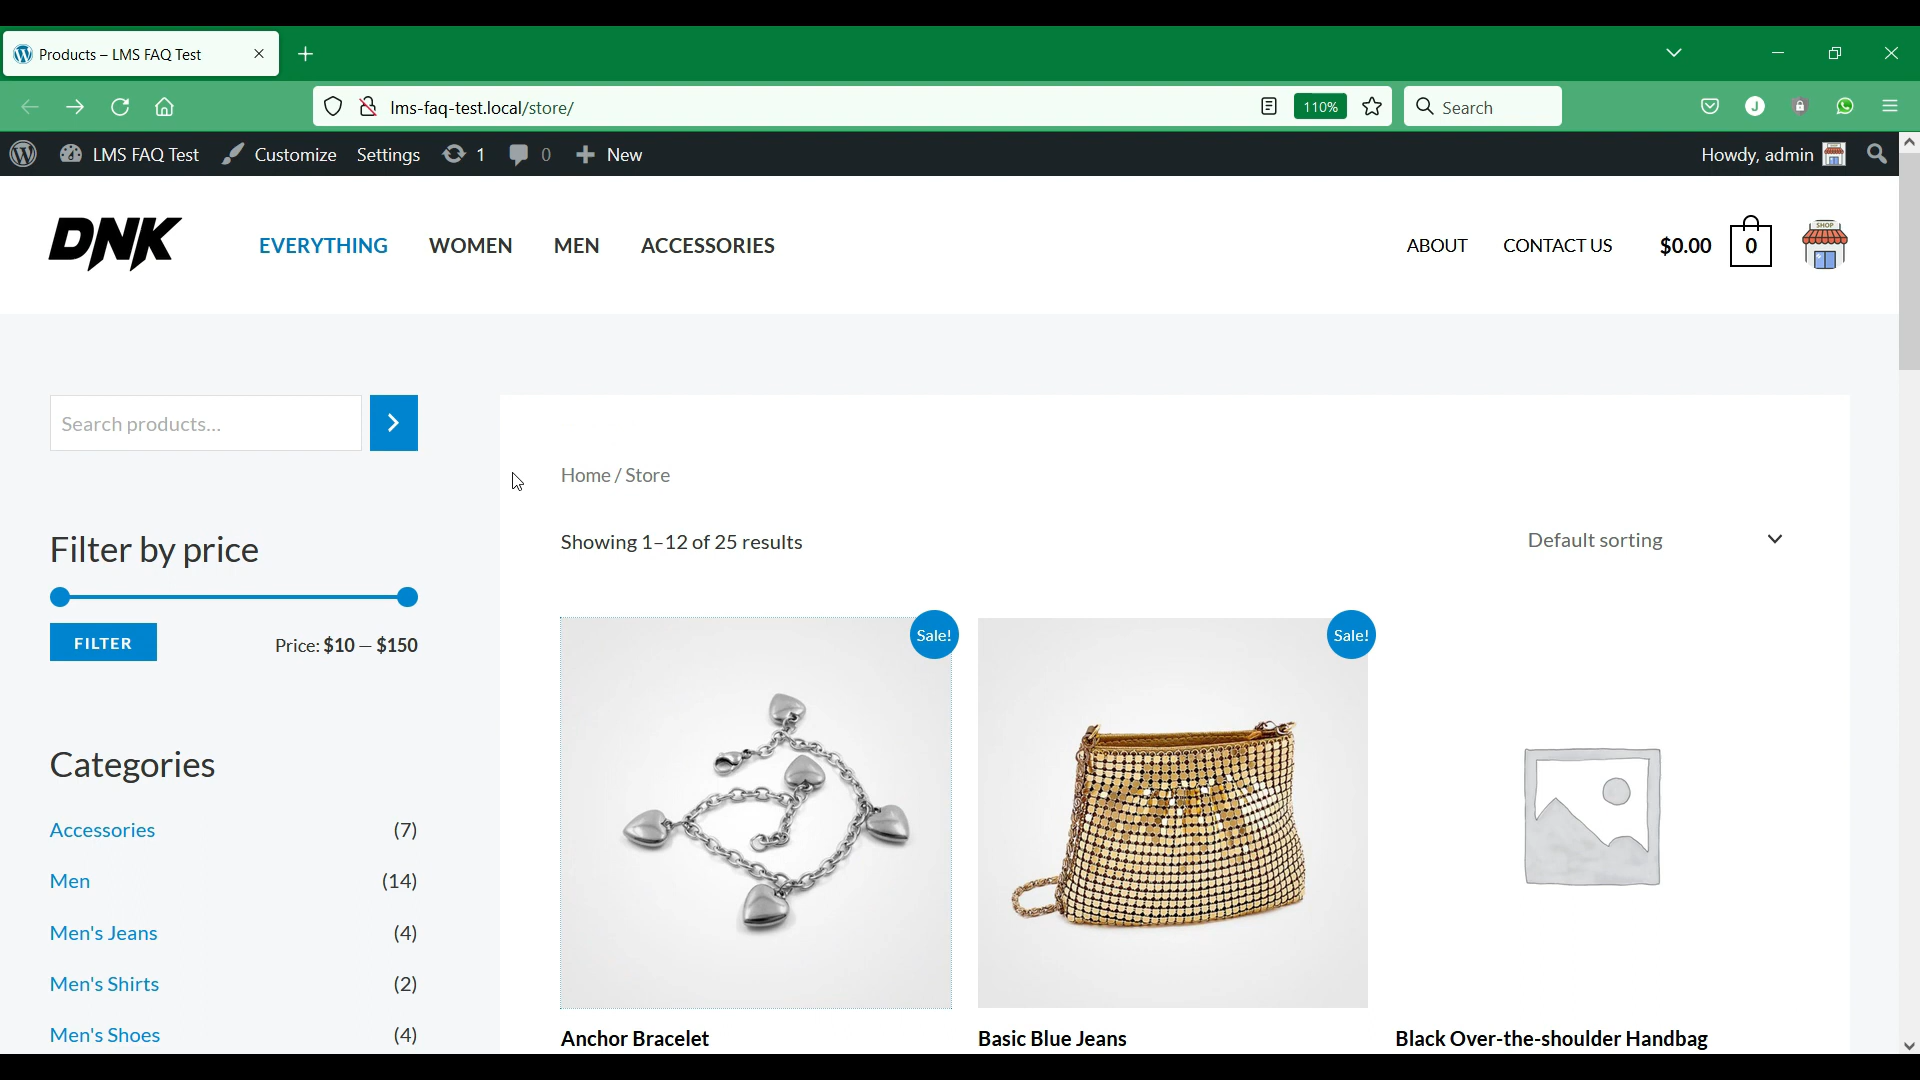 Products – LMS FAQ Test
lms-faq-test.local/store/
110%
Search
J
LMS FAQ Test
Customize
Settings
1
0
New
Howdy, admin
DNK
EVERYTHING
WOMEN
MEN
ACCESSORIES
ABOUT
CONTACT US
$0.00
0
SHOP
Search products...
Home / Store
Showing 1–12 of 25 results
Default sorting
Filter by price
FILTER
Price: $10 — $150
Categories
Accessories (7)
Men (14)
Men's Jeans (4)
Men's Shirts (2)
Men's Shoes (4)
Sale!
Sale!
Anchor Bracelet
Basic Blue Jeans
Black Over-the-shoulder Handbag